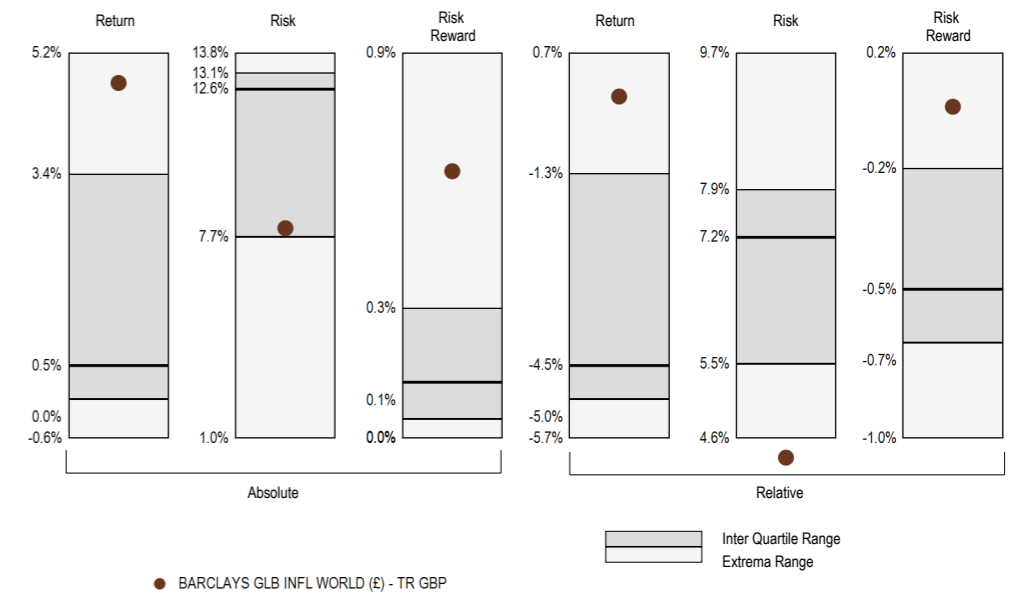 Return
Risk
Risk
Reward
Return
Risk
Risk
Reward
5.2%
3.4%
0.5%
0.0%
-0.6%
13.8%
13.1%
12.6%
7.7%
1.0%
0.9%
0.3%
0.1%
0.0%
0.7%
-1.3%
-4.5%
-5.0%
-5.7%
9.7%
7.9%
7.2%
5.5%
4.6%
0.2%
-0.2%
-0.5%
-0.7%
-1.0%
Absolute
Relative
Inter Quartile Range
Extrema Range
BARCLAYS GLB INFL WORLD (£) - TR GBP